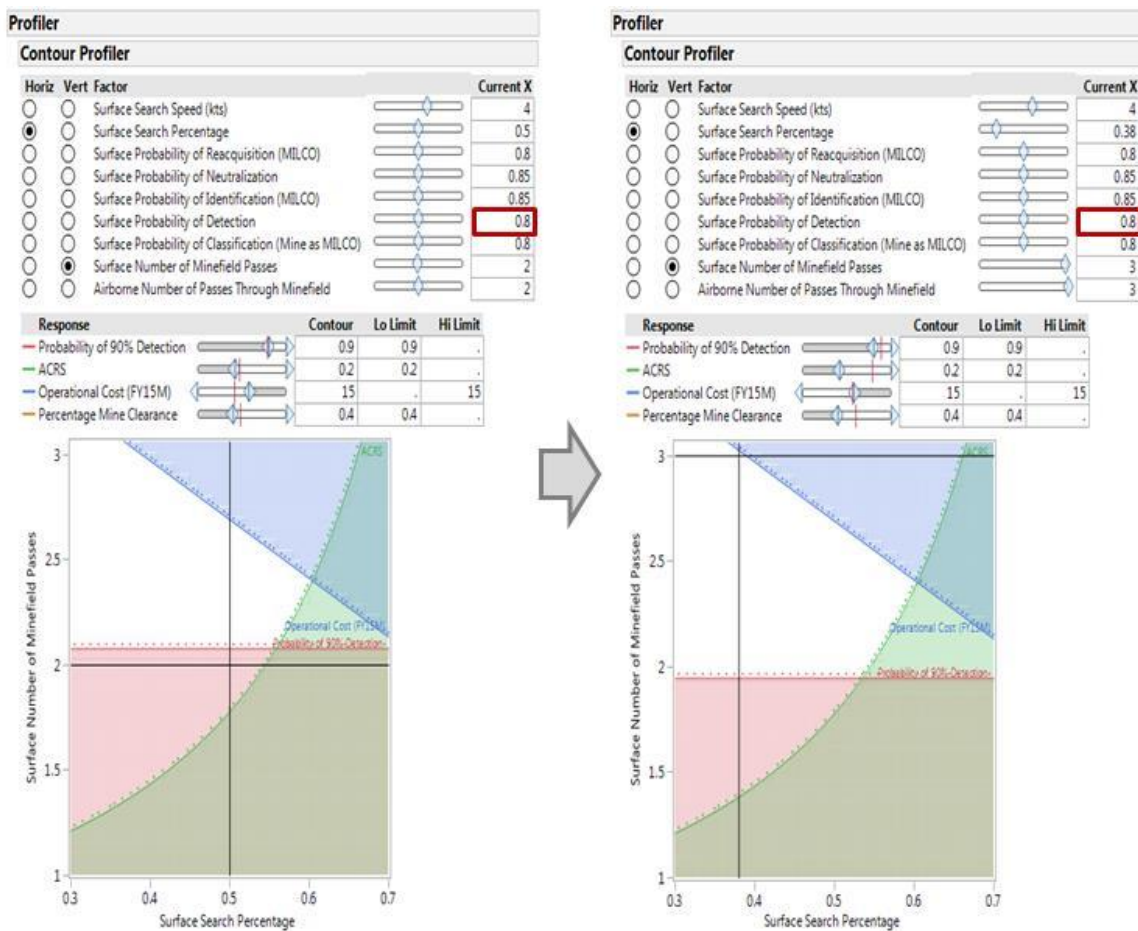 Profiler
Contour Profiler
Horiz Vert Factor Current X
Surface Search Speed (kts) 4
Surface Search Percentage 0.5
Surface Probability of Reacquisition (MILCO) 0.8
Surface Probability of Neutralization 0.85
Surface Probability of Identification (MILCO) 0.85
Surface Probability of Detection 0.8
Surface Probability of Classification (Mine as MILCO) 0.8
Surface Number of Minefield Passes 2
Airborne Number of Passes Through Minefield 2
Response Contour Lo Limit Hi Limit
Probability of 90% Detection 0.9 0.9 .
ACRS 0.2 0.2 .
Operational Cost (FY15M) 15 . 15
Percentage Mine Clearance 0.4 0.4 .
ACRS
Operational Cost (FY15M)
Probability of 90% Detection
Surface Number of Minefield Passes
3
2.5
2
1.5
1
0.3 0.4 0.5 0.6 0.7
Surface Search Percentage
Profiler
Contour Profiler
Horiz Vert Factor Current X
Surface Search Speed (kts) 4
Surface Search Percentage 0.38
Surface Probability of Reacquisition (MILCO) 0.8
Surface Probability of Neutralization 0.85
Surface Probability of Identification (MILCO) 0.85
Surface Probability of Detection 0.8
Surface Probability of Classification (Mine as MILCO) 0.8
Surface Number of Minefield Passes 3
Airborne Number of Passes Through Minefield 3
Response Contour Lo Limit Hi Limit
Probability of 90% Detection 0.9 0.9 .
ACRS 0.2 0.2 .
Operational Cost (FY15M) 15 . 15
Percentage Mine Clearance 0.4 0.4 .
ACRS
Operational Cost (FY15M)
Probability of 90% Detection
Surface Number of Minefield Passes
3
2.5
2
1.5
1
0.3 0.4 0.5 0.6 0.7
Surface Search Percentage